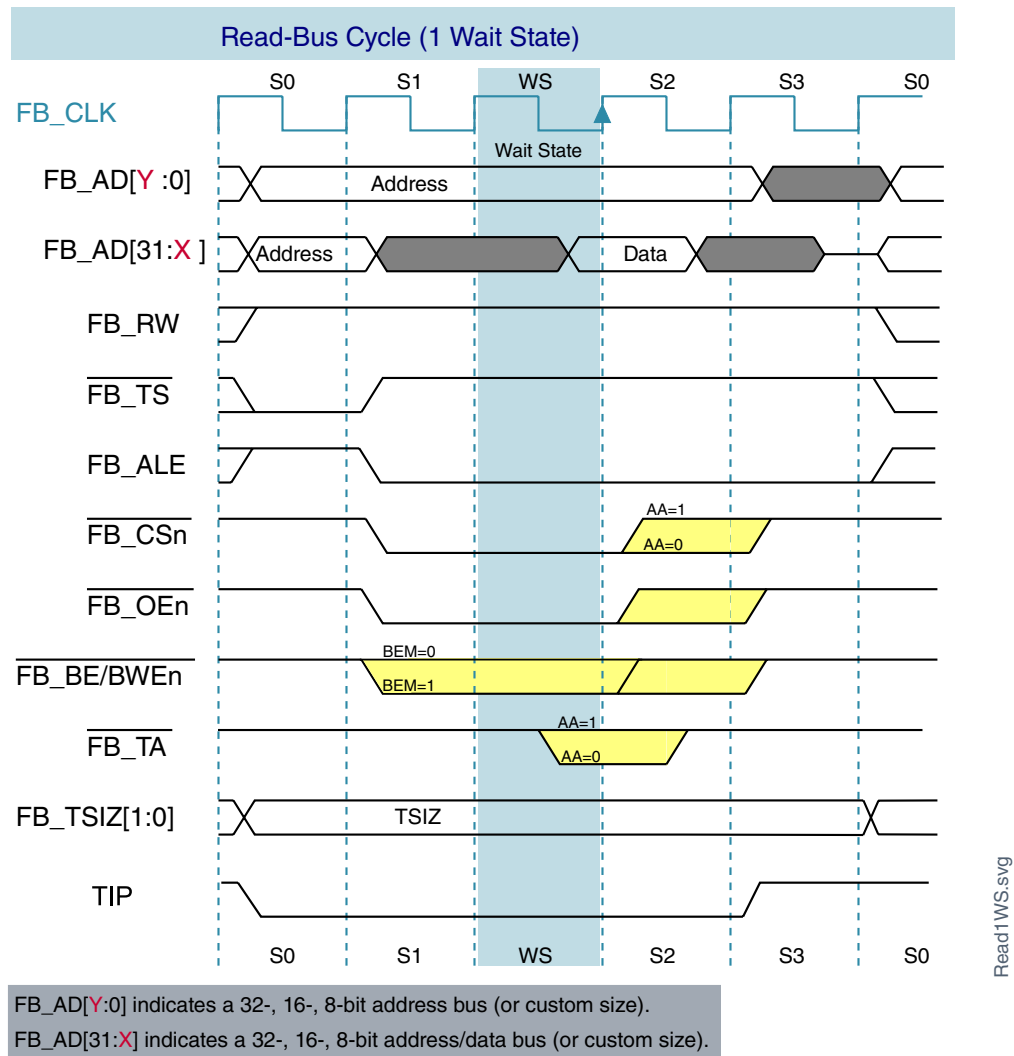 Read-Bus Cycle (1 Wait State)
S0 S1 WS S2 S3 S0
FB_CLK
Wait State
FB_AD[Y :0] Address
FB_AD[31:X ] Address Data
FB_RW
FB_TS
FB_ALE
AA=1
FB_CSn
AA=0
FB_OEn
BEM=0
FB_BE/BWEn
BEM=1
AA=1
FB_TA
AA=0
FB_TSIZ[1:0] TSIZ
TIP
S0 S1 WS S2 S3 S0
Read1WS.svg
FB_AD[Y:0] indicates a 32-, 16-, 8-bit address bus (or custom size).
FB_AD[31:X] indicates a 32-, 16-, 8-bit address/data bus (or custom size).